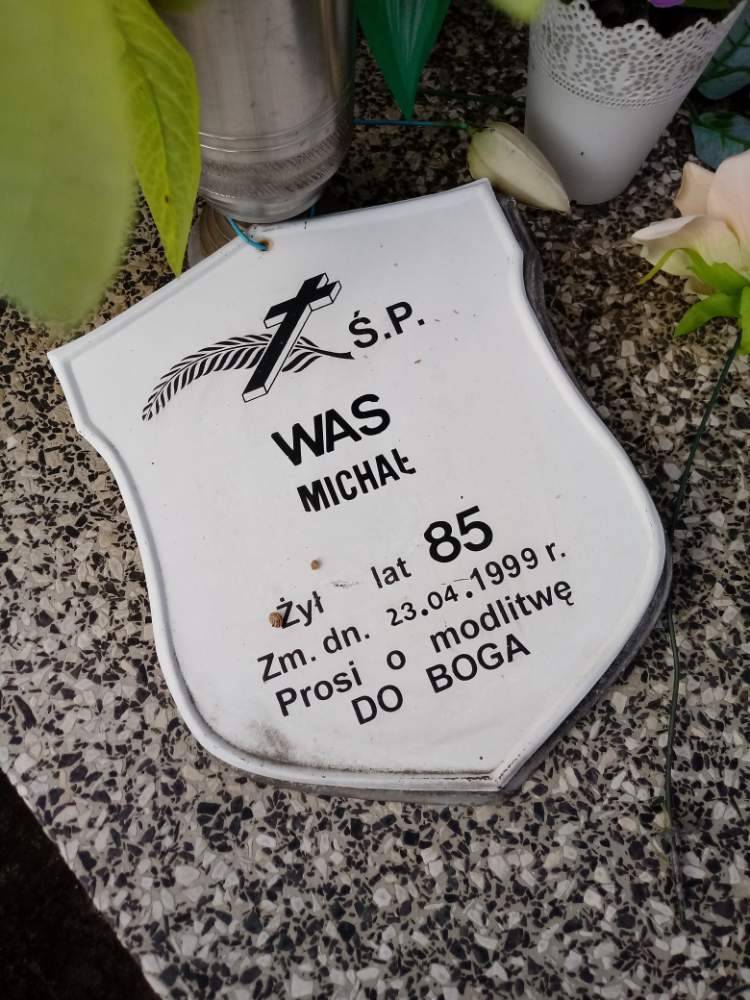 Ś.P.
WAS
MICHAŁ
Żył lat 85
Zm. dn. 23.04.1999 r.
Prosi o modlitwę
DO BOGA